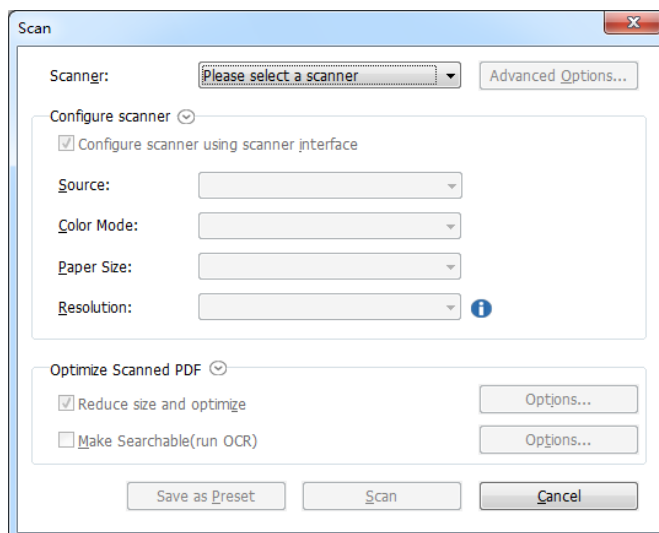 Scan
Scanner: Please select a scanner Advanced Options...
Configure scanner
Configure scanner using scanner interface
Source:
Color Mode:
Paper Size:
Resolution:
Optimize Scanned PDF
Reduce size and optimize Options...
Make Searchable(run OCR) Options...
Save as Preset Scan Cancel